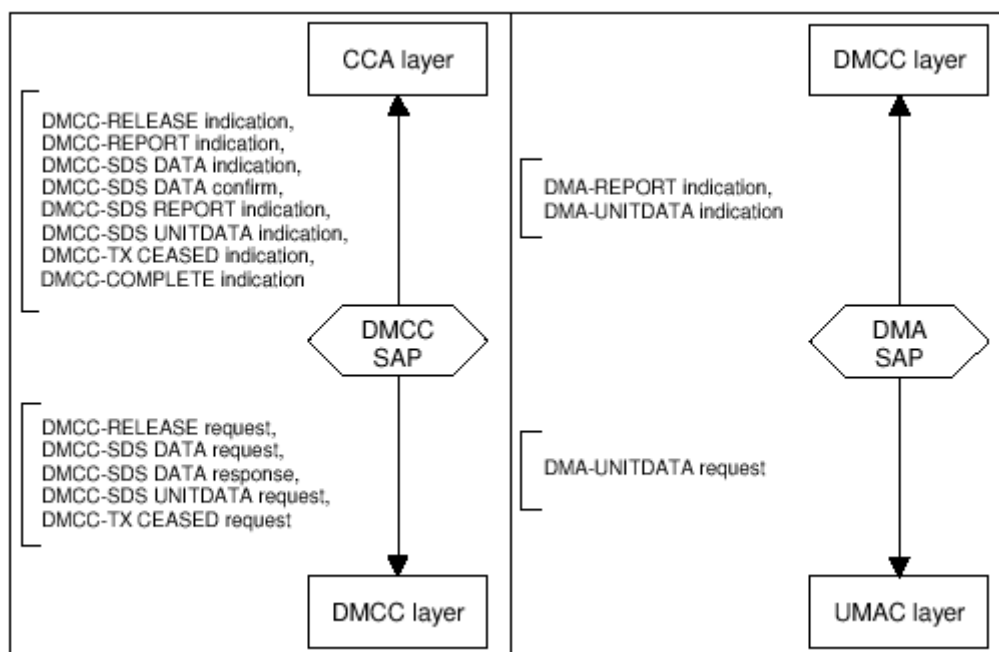 CCA layer
DMCC-RELEASE indication,
DMCC-REPORT indication,
DMCC-SDS DATA indication,
DMCC-SDS DATA confirm,
DMCC-SDS REPORT indication,
DMCC-SDS UNITDATA indication,
DMCC-TX CEASED indication,
DMCC-COMPLETE indication
DMCC
SAP
DMCC-RELEASE request,
DMCC-SDS DATA request,
DMCC-SDS DATA response,
DMCC-SDS UNITDATA request,
DMCC-TX CEASED request
DMCC layer
DMCC layer
DMA-REPORT indication,
DMA-UNITDATA indication
DMA
SAP
DMA-UNITDATA request
UMAC layer